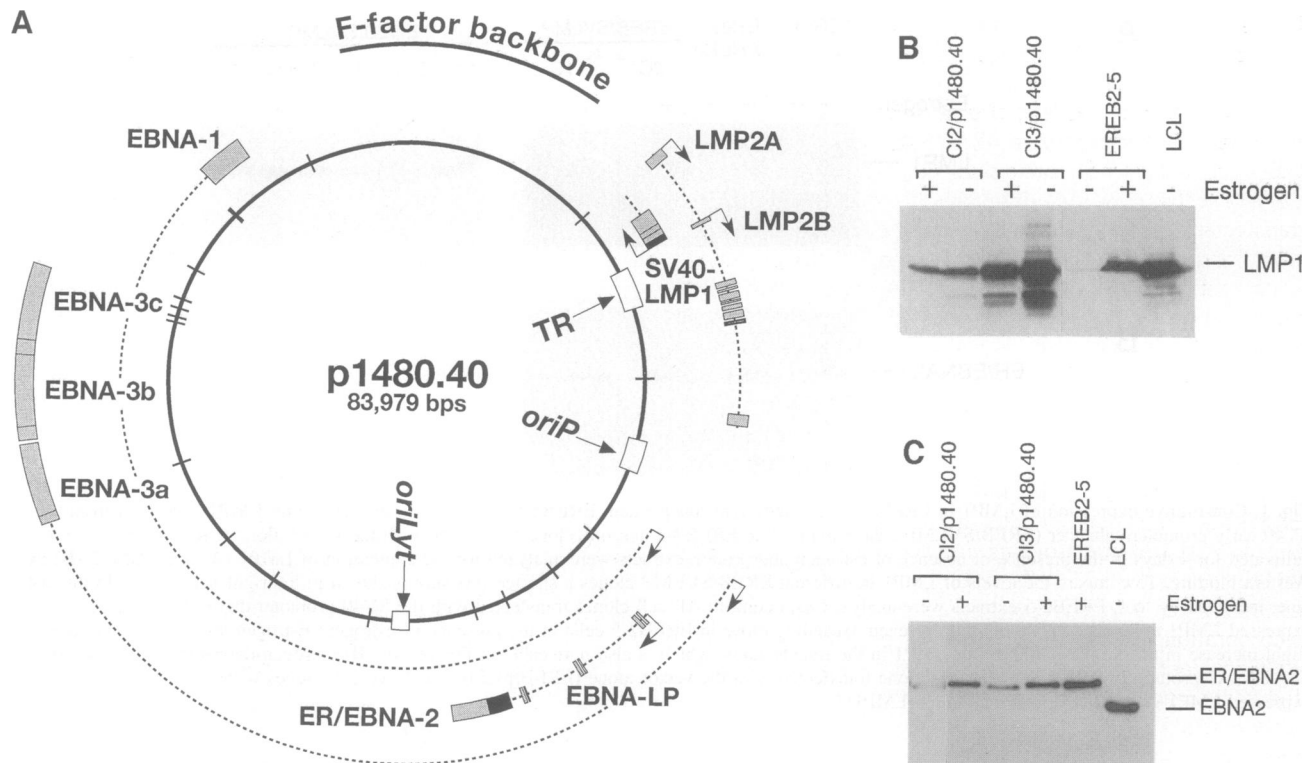 A
F-factor backbone
EBNA-1
LMP2A
LMP2B
SV40-
LMP1
TR
EBNA-3c
EBNA-3b
EBNA-3a
p1480.40
83,979 bps
oriP
oriLyt
EBNA-LP
ER/EBNA-2
B
Cl2/p1480.40
Cl3/p1480.40
EREB2-5
LCL
+ - + - - + - Estrogen
LMP1
C
Cl2/p1480.40
Cl3/p1480.40
EREB2-5
LCL
- + - + + - Estrogen
ER/EBNA2
EBNA2